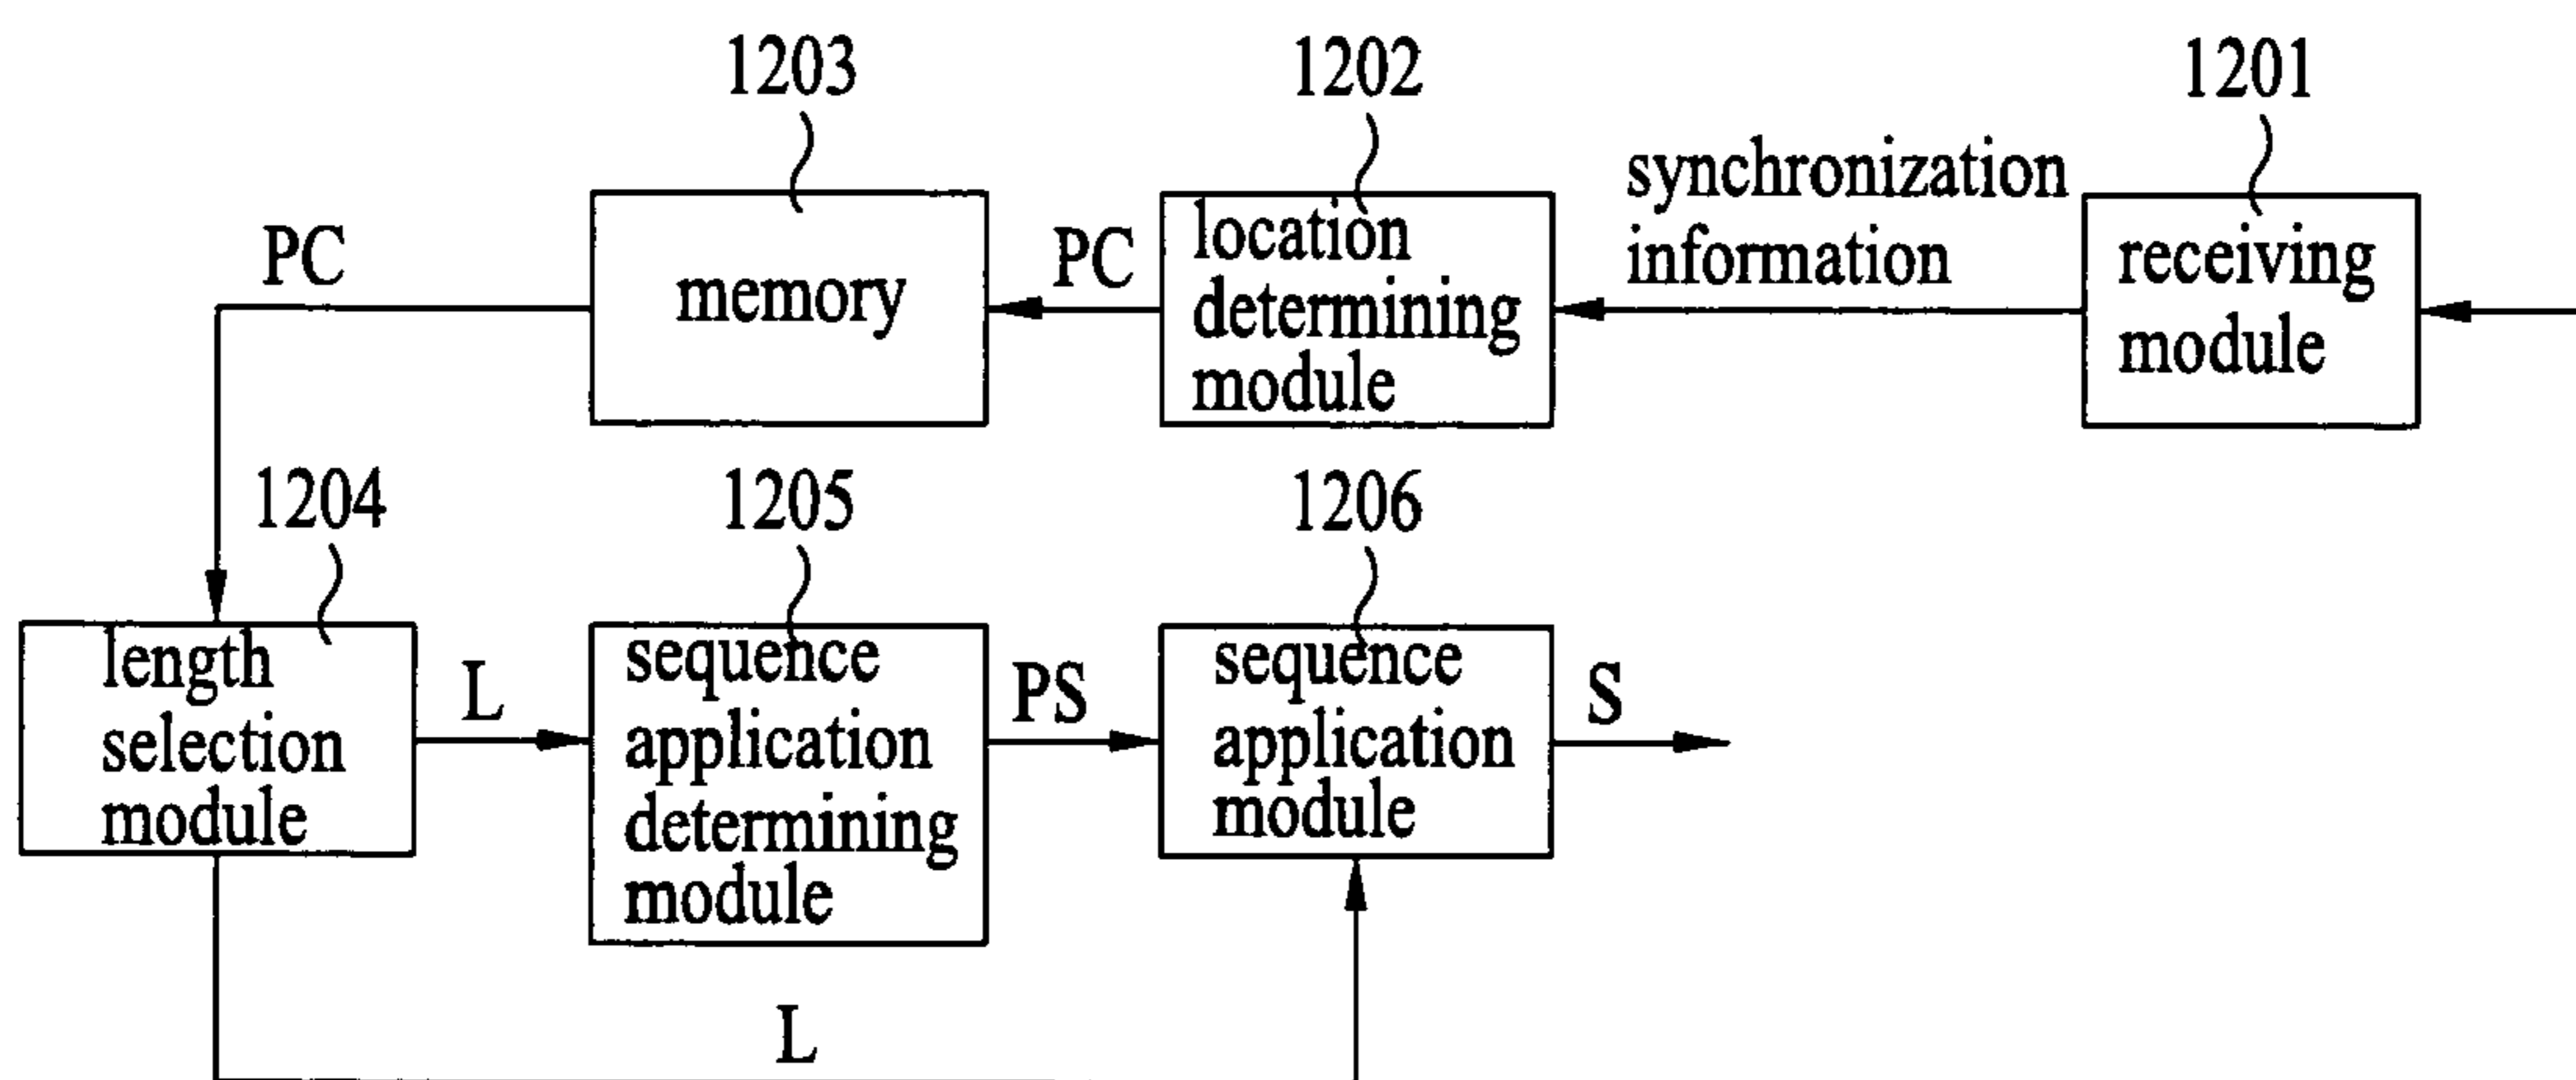 1203
1202
1201
synchronization
information
PC
PC
memory
location
determining
module
receiving
module
1204
1205
1206
length
selection
module
L
sequence
application
determining
module
PS
sequence
application
module
S
L